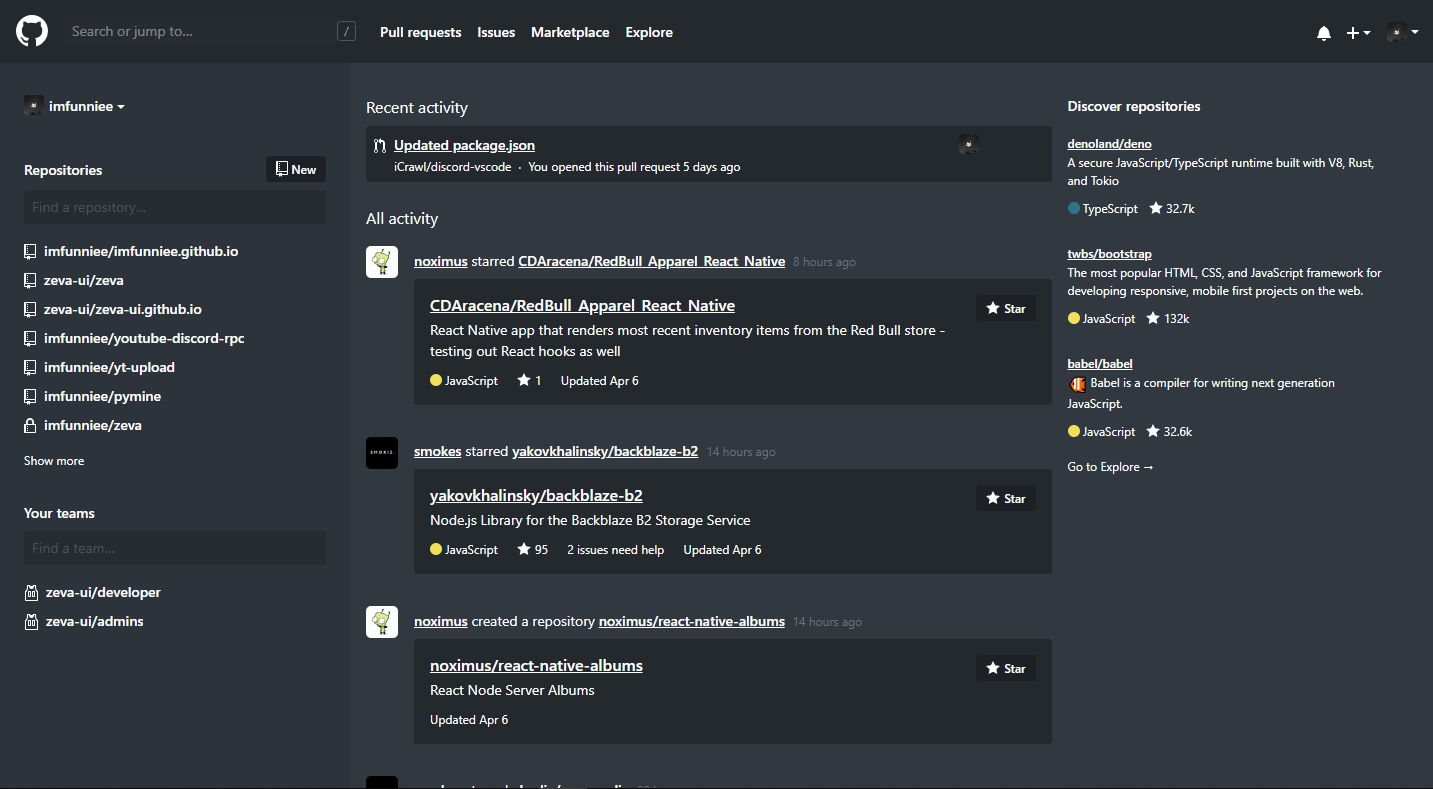 Search or jump to...
/
Pull requests
Issues
Marketplace
Explore
imfunniee
Repositories
New
Find a repository...
imfunniee/imfunniee.github.io
zeva-ui/zeva
zeva-ui/zeva-ui.github.io
imfunniee/youtube-discord-rpc
imfunniee/yt-upload
imfunniee/pymine
imfunniee/zeva
Show more
Your teams
Find a team...
zeva-ui/developer
zeva-ui/admins
Recent activity
Updated package.json
iCrawl/discord-vscode · You opened this pull request 5 days ago
All activity
noximus starred CDAracena/RedBull_Apparel_React_Native 8 hours ago
CDAracena/RedBull_Apparel_React_Native
Star
React Native app that renders most recent inventory items from the Red Bull store -
testing out React hooks as well
JavaScript 1 Updated Apr 6
SMOKIE.
smokes starred yakovkhalinsky/backblaze-b2 14 hours ago
yakovkhalinsky/backblaze-b2
Star
Node.js Library for the Backblaze B2 Storage Service
JavaScript 95 2 issues need help Updated Apr 6
noximus created a repository noximus/react-native-albums 14 hours ago
noximus/react-native-albums
Star
React Node Server Albums
Updated Apr 6
Discover repositories
denoland/deno
A secure JavaScript/TypeScript runtime built with V8, Rust,
and Tokio
TypeScript 32.7k
twbs/bootstrap
The most popular HTML, CSS, and JavaScript framework for
developing responsive, mobile first projects on the web.
JavaScript 132k
babel/babel
Babel is a compiler for writing next generation
JavaScript.
JavaScript 32.6k
Go to Explore →